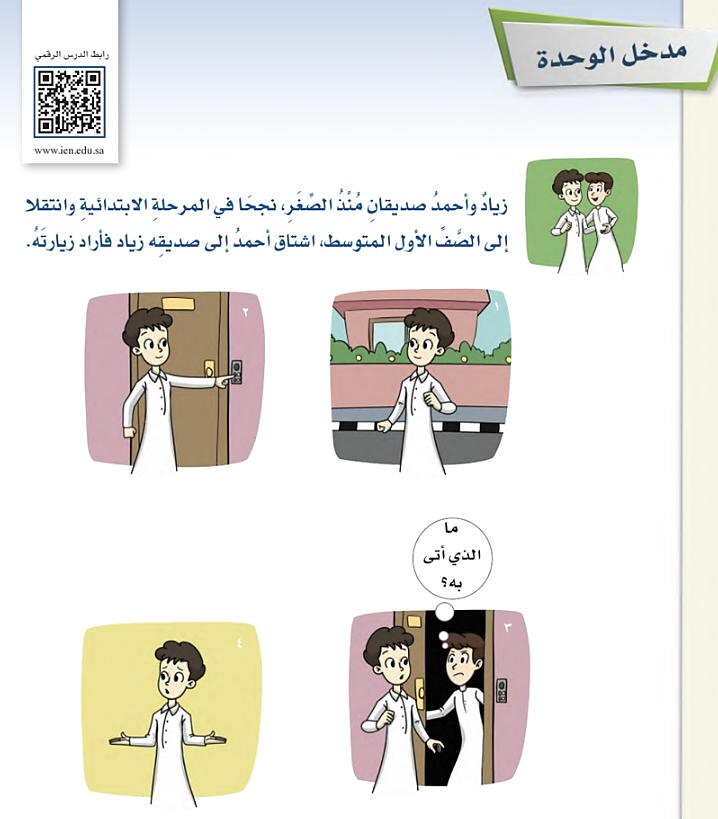 مدخل الوحدة
رابط الدرس الرقمي
www.ien.edu.sa
زيادٌ وأحمدُ صديقانِ مُنْذُ الصِّغَرِ، نجحَا في المرحلةِ الابتدائيةِ وانتقلا
إلى الصَّفِّ الأول المتوسط، اشتاق أحمدُ إلى صديقِه زياد فأراد زيارتَهُ.
١
٢
ما
الذي أتى
به؟
٣
٤